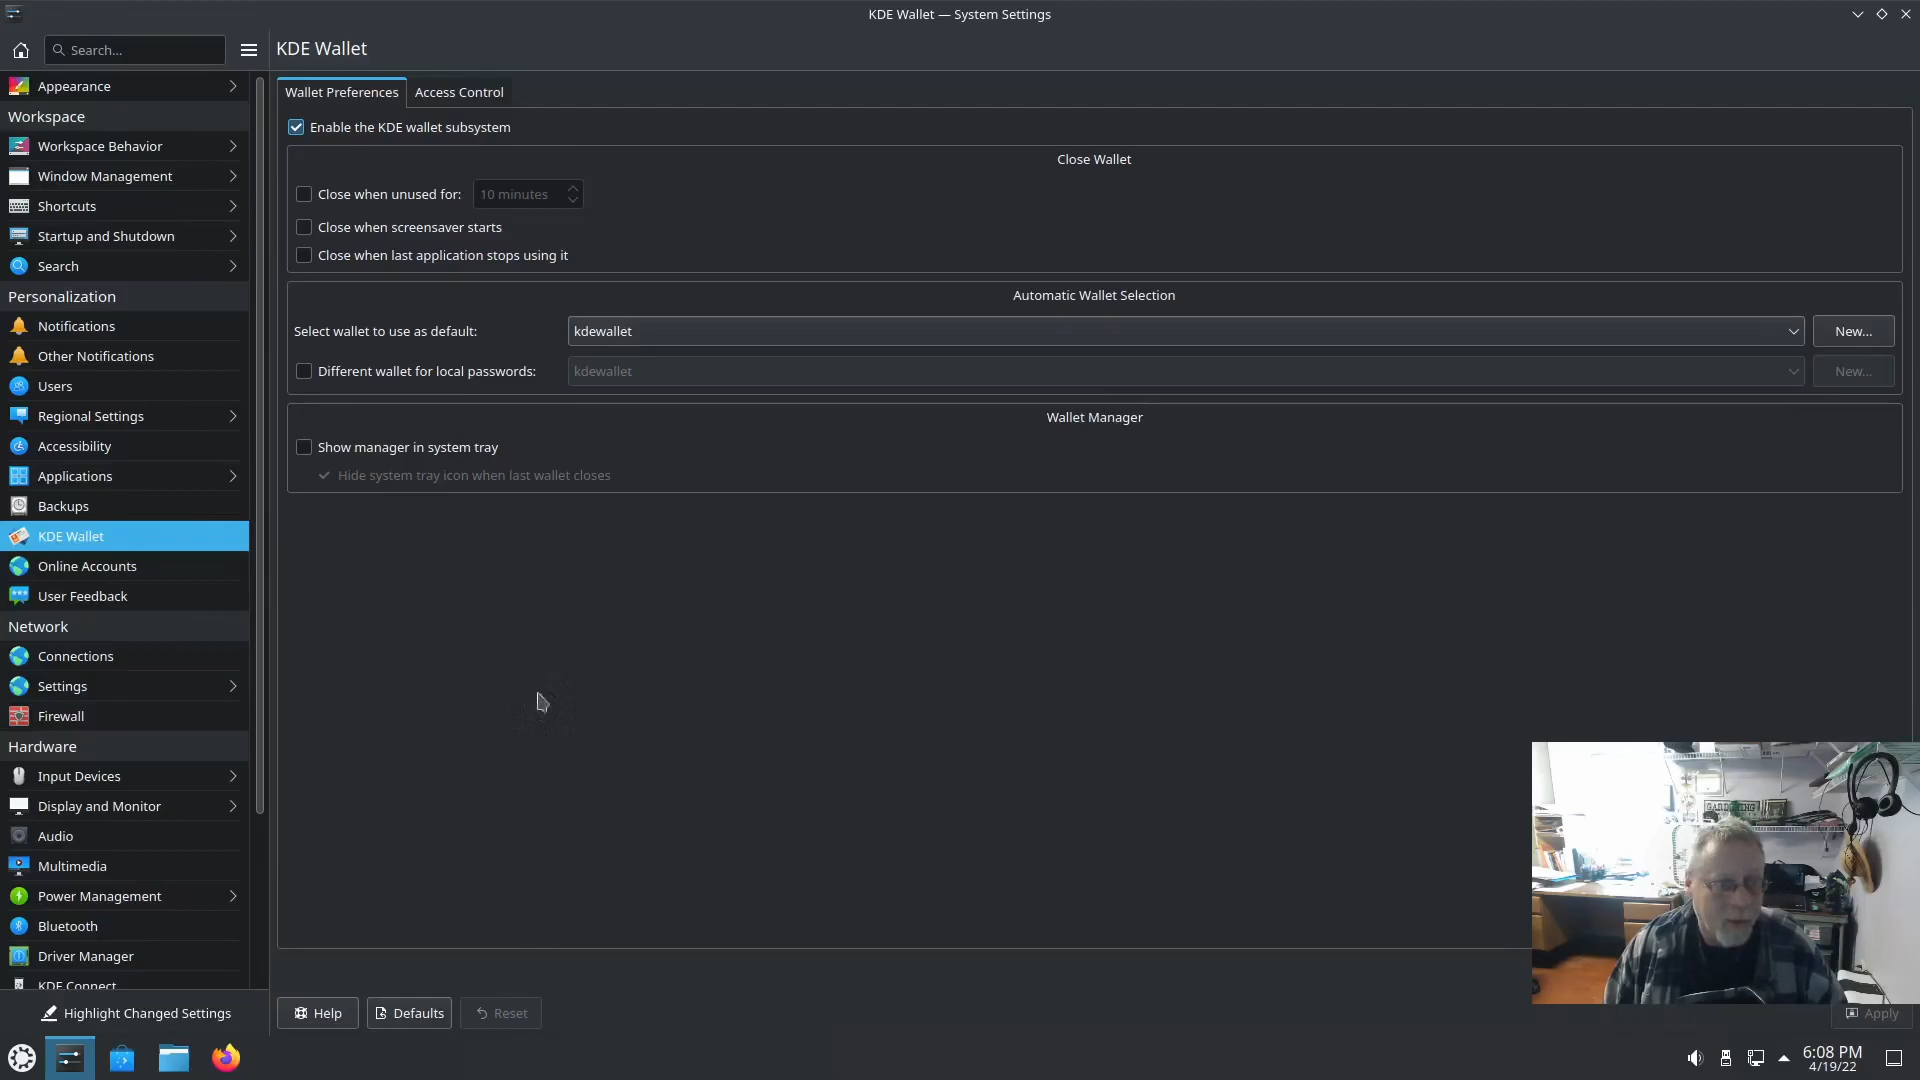 KDE Wallet — System Settings
Search...
KDE Wallet
Appearance
Workspace
Workspace Behavior
Window Management
Shortcuts
Startup and Shutdown
Search
Personalization
Notifications
Other Notifications
Users
Regional Settings
Accessibility
Applications
Backups
KDE Wallet
Online Accounts
User Feedback
Network
Connections
Settings
Firewall
Hardware
Input Devices
Display and Monitor
Audio
Multimedia
Power Management
Bluetooth
Driver Manager
KDE Connect
Highlight Changed Settings
Wallet Preferences Access Control
Enable the KDE wallet subsystem
Close Wallet
Close when unused for: 10 minutes
Close when screensaver starts
Close when last application stops using it
Automatic Wallet Selection
Select wallet to use as default: kdewallet New...
Different wallet for local passwords: kdewallet New...
Wallet Manager
Show manager in system tray
Hide system tray icon when last wallet closes
GARDENING
Help Defaults Reset Apply
6:08 PM
4/19/22